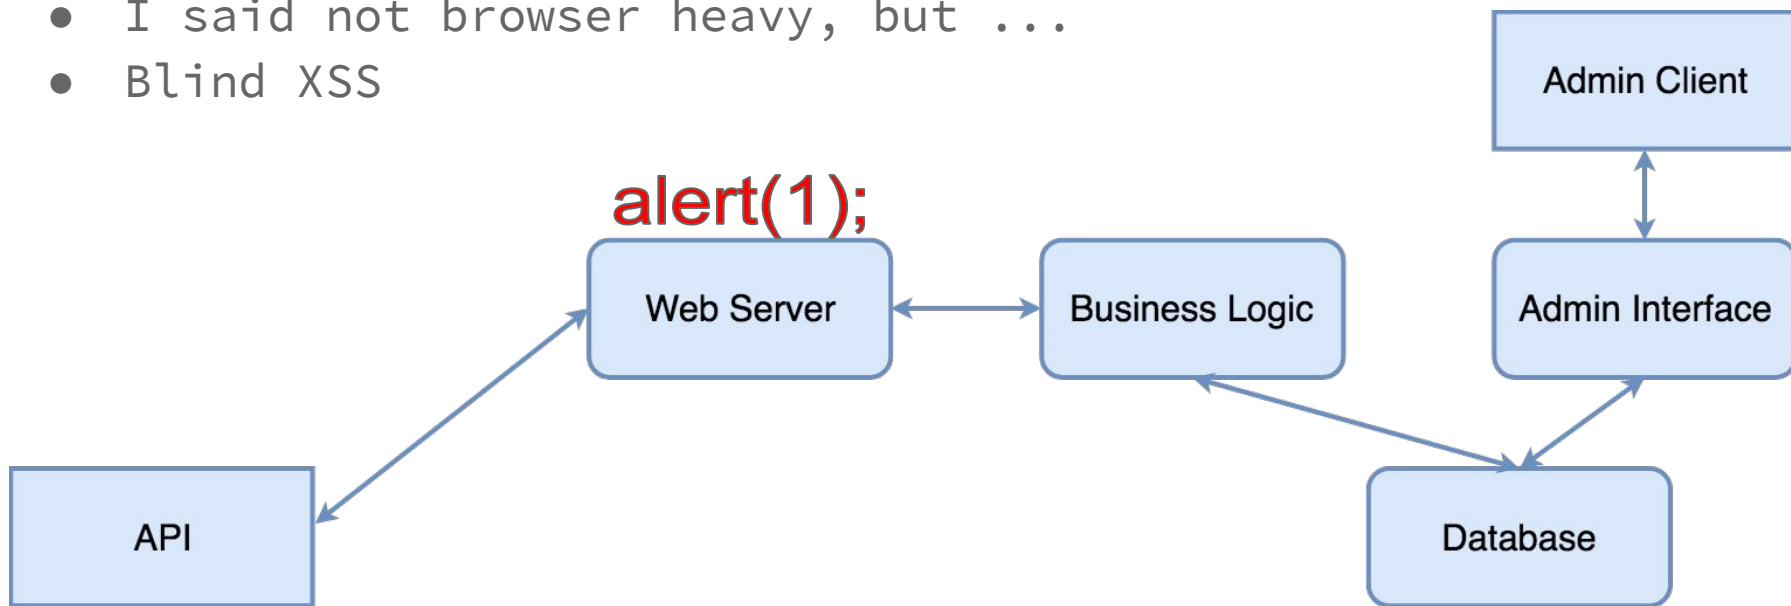 ● I said not browser heavy, but ...
● Blind XSS
Admin Client
alert(1);
Web Server
Business Logic
Admin Interface
API
Database